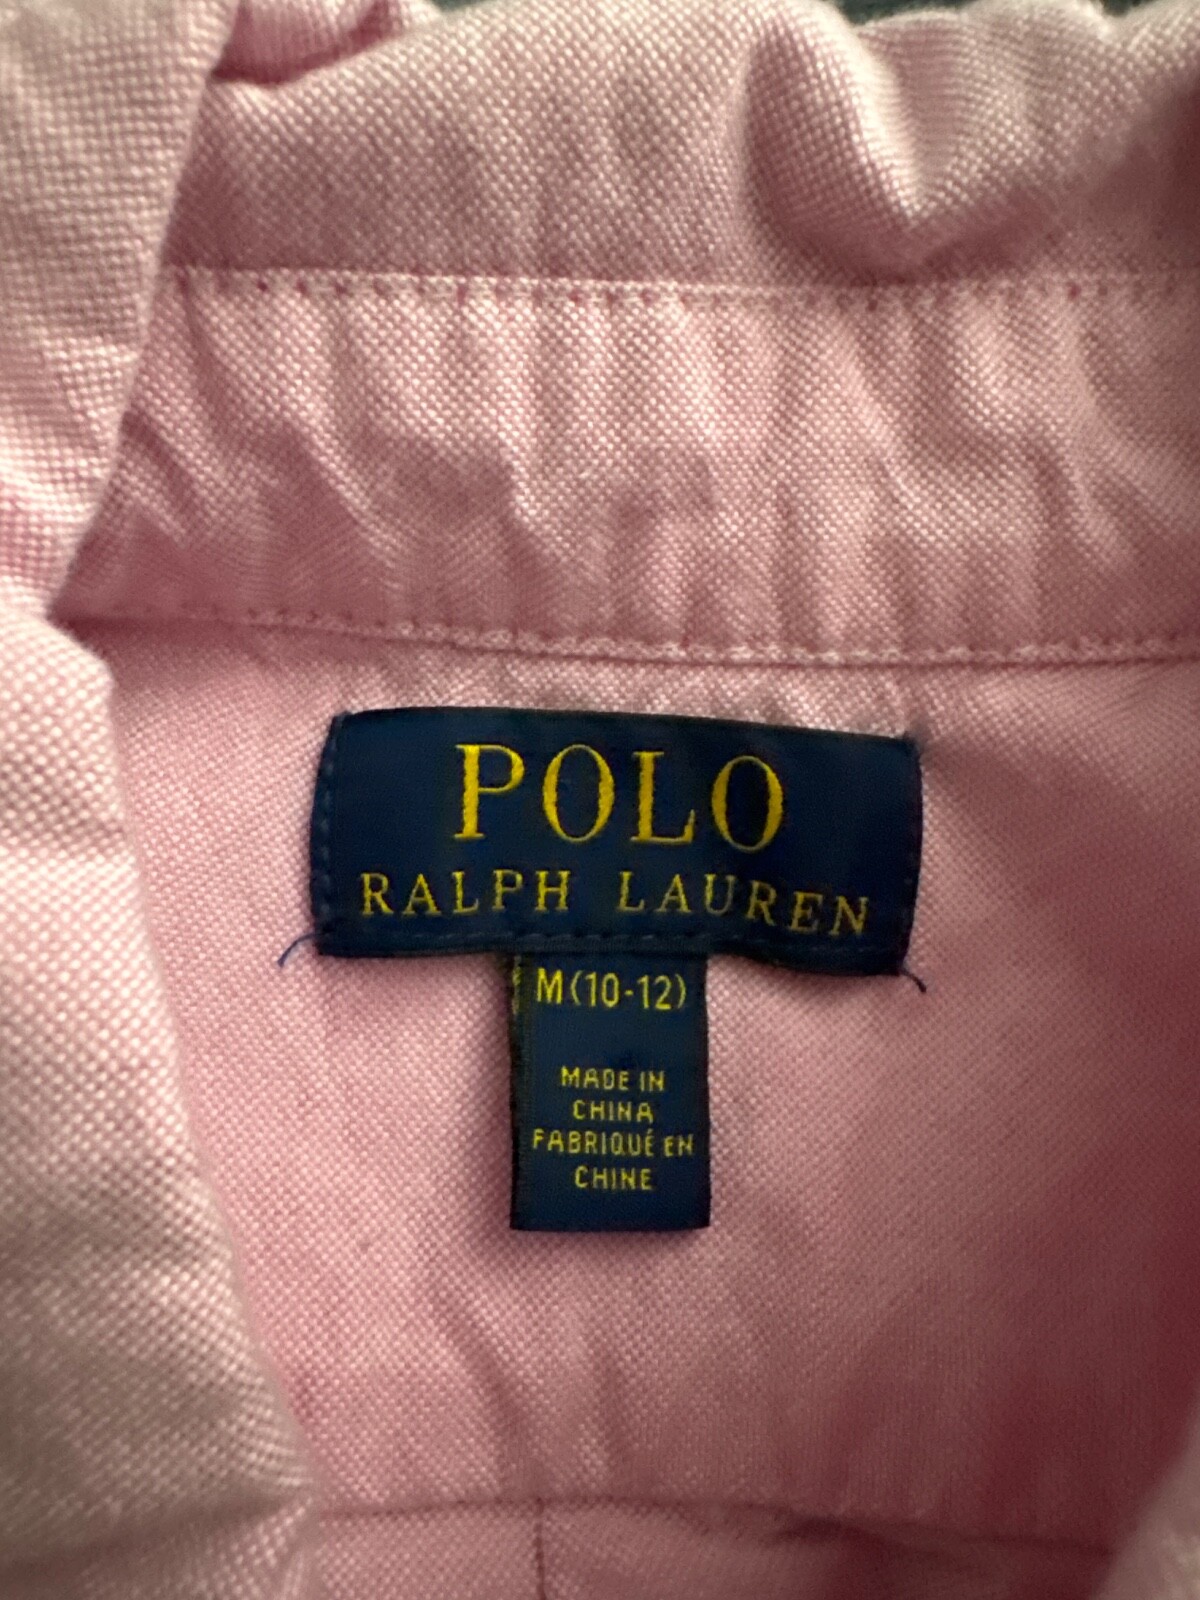 POLO
RALPH LAUREN
M(10-12)
MADE IN
CHINA
FABRIQUÉ EN
CHINE